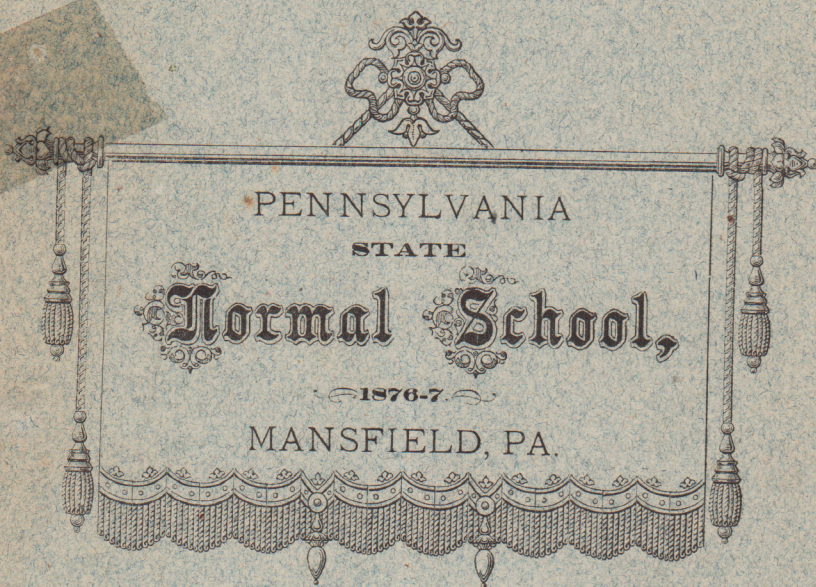 PENNSYLVANIA
STATE
Normal School,
1876-7.
MANSFIELD, PA.